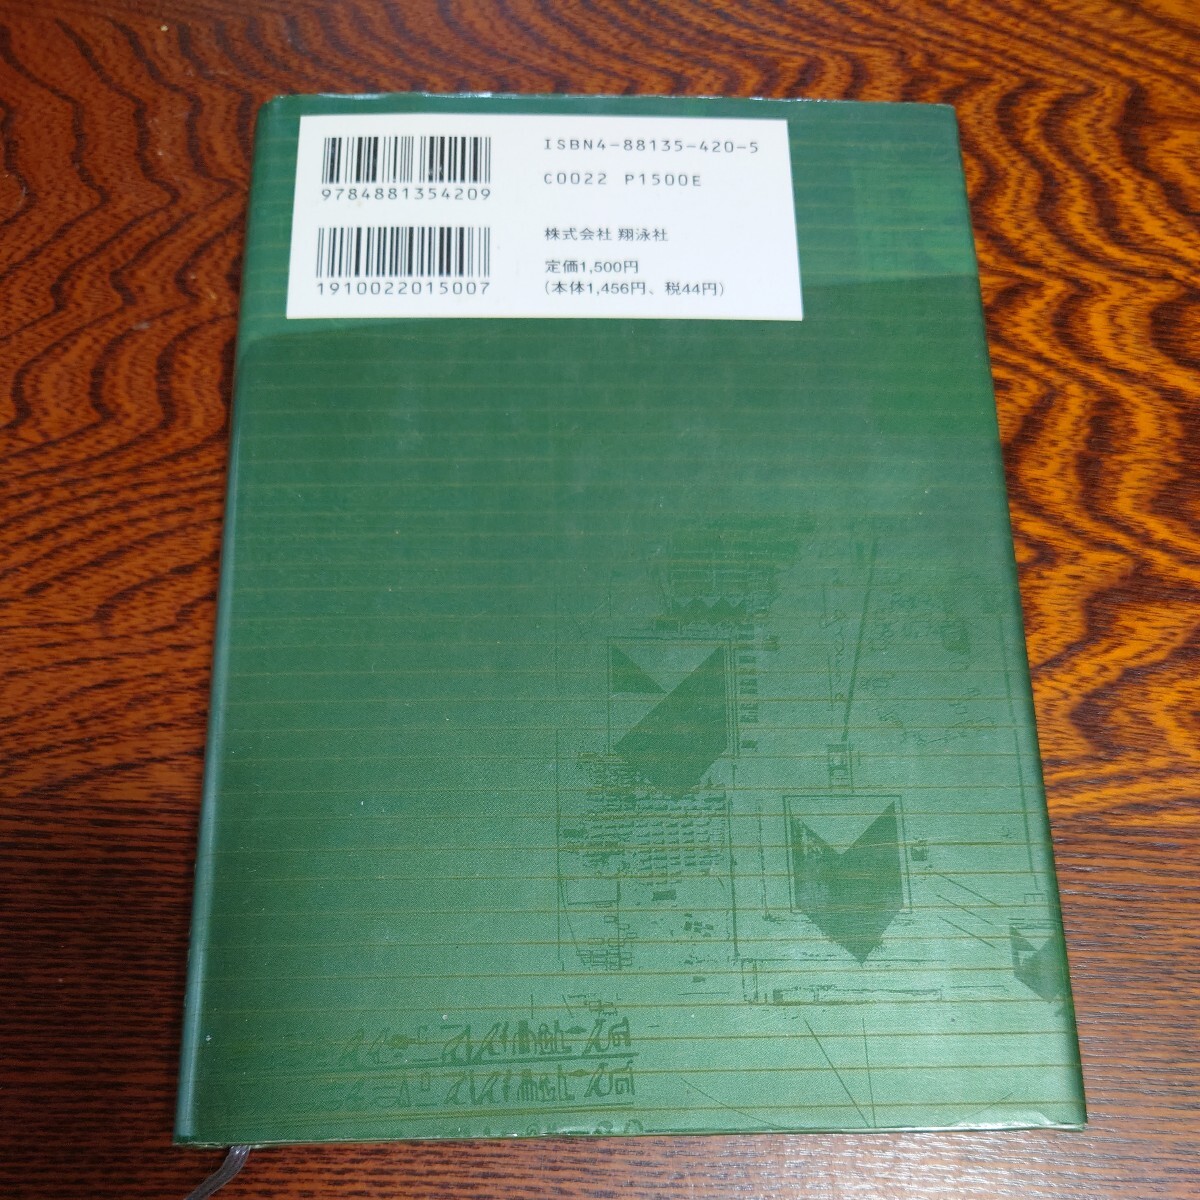 ISBN4-88135-420-5
9784881354209
C0022 P1500E
株式会社 翔泳社
定価1,500円
1910022015007
(本体1,456円、税44円)